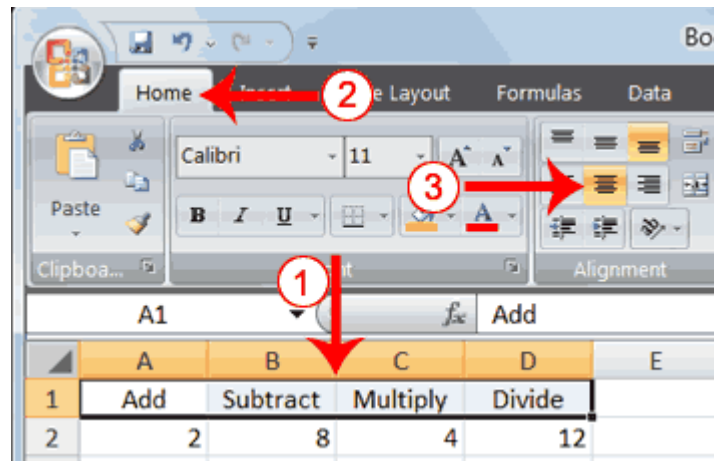 Bo
Home 2 e Layout Formulas Data
Calibri 11 A A
3
Paste B I U A
Clipboa... Alignment
1
A1 fx Add
A B C D E
1 Add Subtract Multiply Divide
2 2 8 4 12